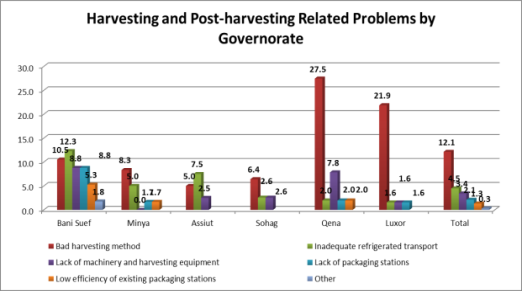 Harvesting and Post-harvesting Related Problems by
Governorate
30.0
25.0
20.0
15.0
10.0
5.0
0.0
10.5
12.3
8.8
8.8
5.3
1.8
8.3
5.0
0.0
1.7
1.7
5.0
7.5
2.5
6.4
2.6
2.6
27.5
2.0
7.8
2.0
2.0
21.9
1.6
1.6
1.6
12.1
4.5
3.4
2.1
1.3
0.3
Bani Suef
Minya
Assiut
Sohag
Qena
Luxor
Total
Bad harvesting method
Inadequate refrigerated transport
Lack of machinery and harvesting equipment
Lack of packaging stations
Low efficiency of existing packaging stations
Other